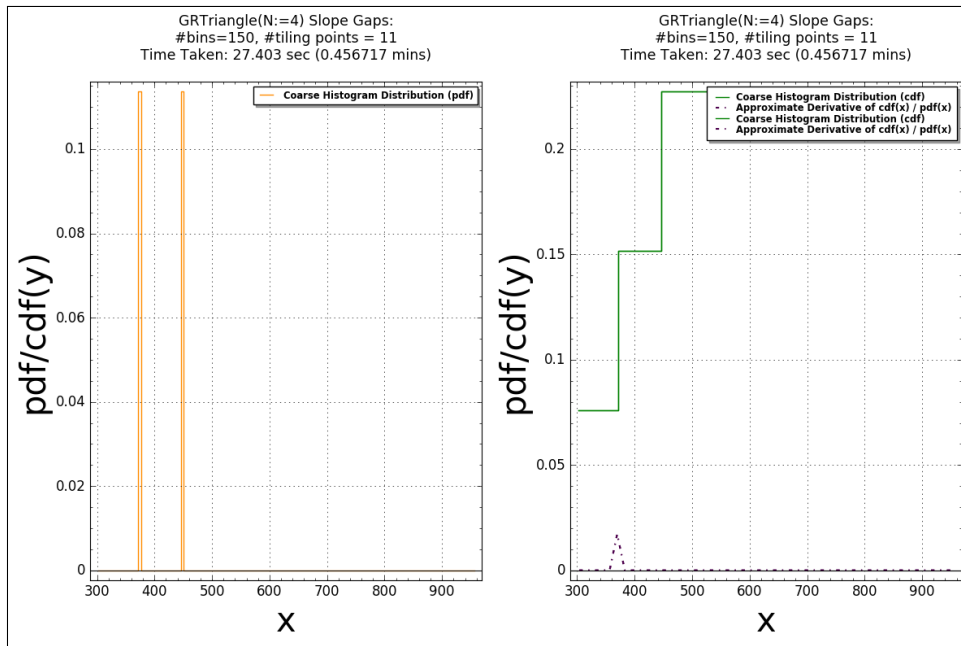 GRTriangle(N:=4) Slope Gaps:
#bins=150, #tiling points = 11
Time Taken: 27.403 sec (0.456717 mins)
Coarse Histogram Distribution (pdf)
0.1
0.08
0.06
0.04
0.02
0
pdf/cdf(y)
300 400 500 600 700 800 900
x
GRTriangle(N:=4) Slope Gaps:
#bins=150, #tiling points = 11
Time Taken: 27.403 sec (0.456717 mins)
Coarse Histogram Distribution (cdf)
Approximate Derivative of cdf(x) / pdf(x)
Coarse Histogram Distribution (cdf)
Approximate Derivative of cdf(x) / pdf(x)
0.2
0.15
0.1
0.05
0
pdf/cdf(y)
300 400 500 600 700 800 900
x